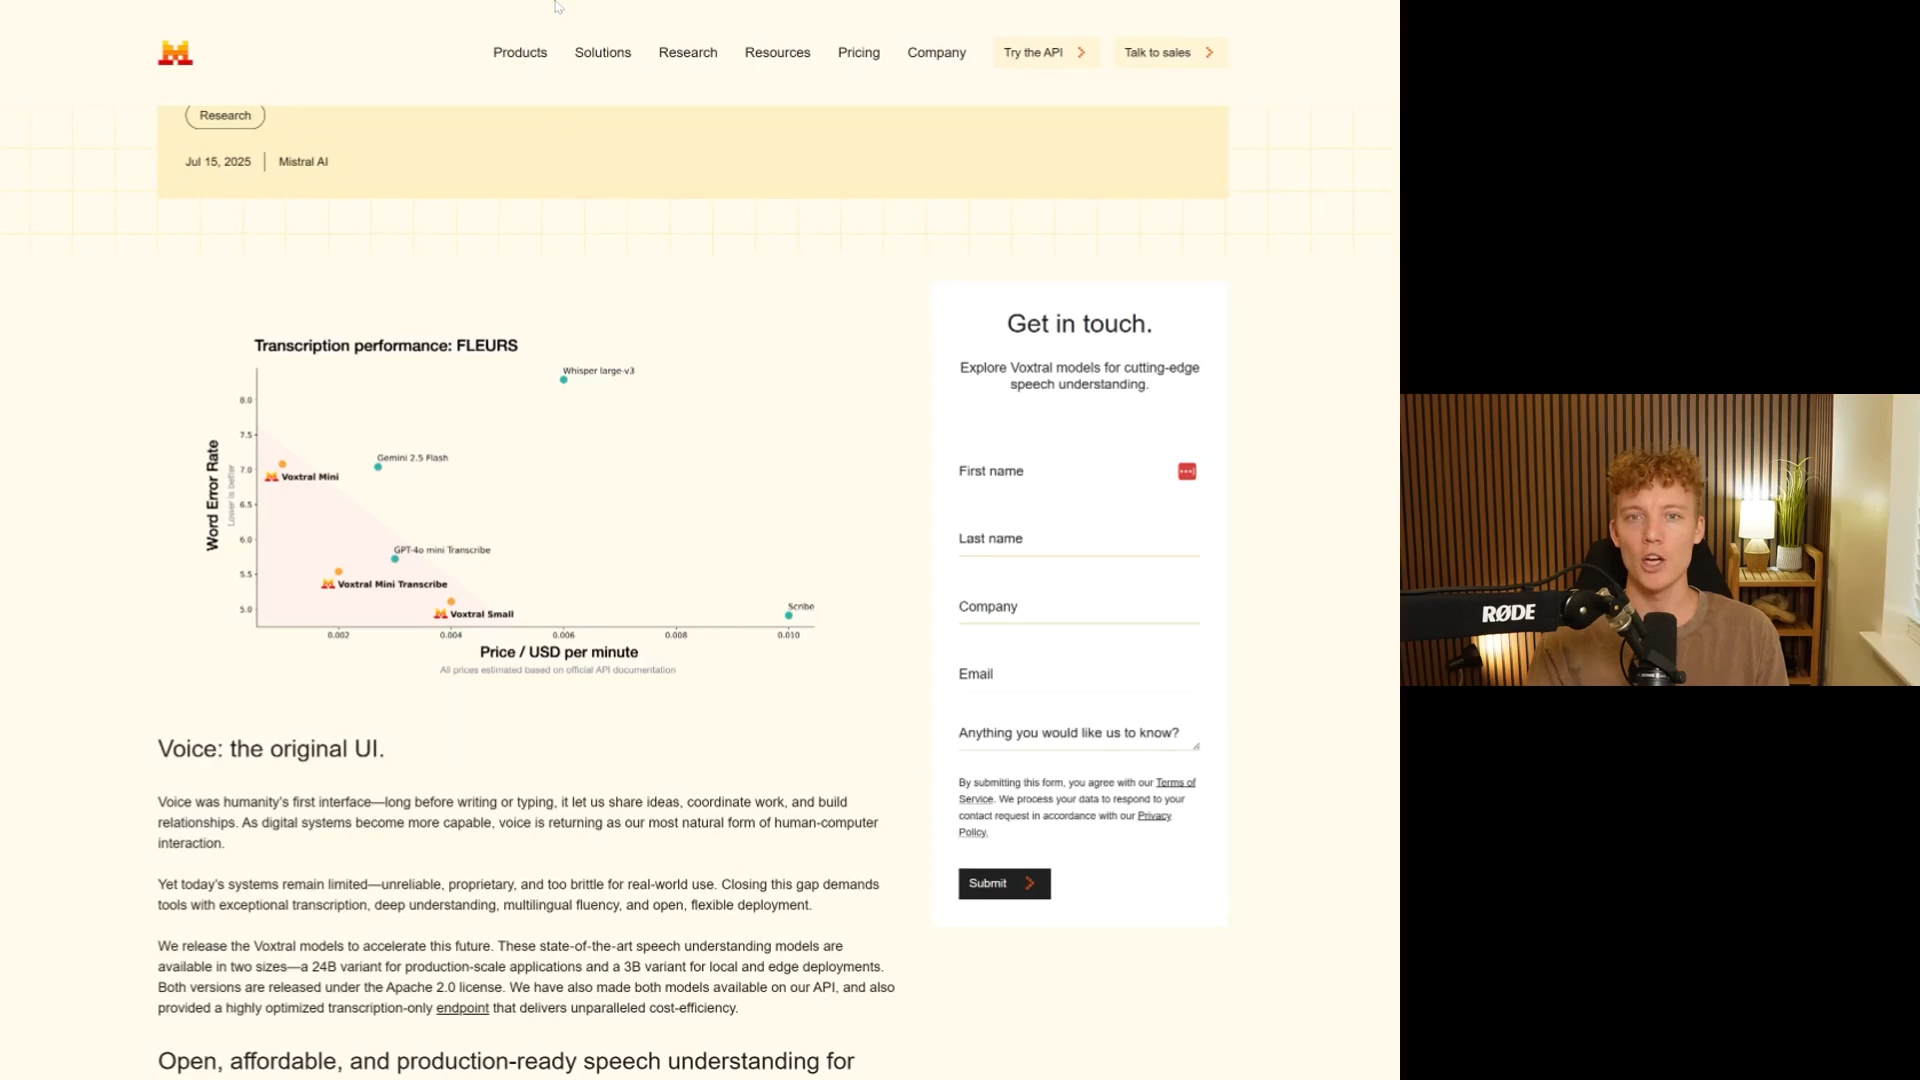 Products
Solutions
Research
Resources
Pricing
Company
Try the API
Talk to sales
Research
Jul 15, 2025
Mistral AI
Transcription performance: FLEURS
Word Error Rate
Lower is better
8.0
7.5
7.0
6.5
6.0
5.5
5.0
Whisper large-v3
Gemini 2.5 Flash
Voxtral Mini
GPT-4o mini Transcribe
Voxtral Mini Transcribe
Voxtral Small
Scribe
0.002
0.004
0.006
0.008
0.010
Price / USD per minute
All prices estimated based on official API documentation
Voice: the original UI.
Voice was humanity's first interface—long before writing or typing, it let us share ideas, coordinate work, and build
relationships. As digital systems become more capable, voice is returning as our most natural form of human-computer
interaction.
Yet today's systems remain limited—unreliable, proprietary, and too brittle for real-world use. Closing this gap demands
tools with exceptional transcription, deep understanding, multilingual fluency, and open, flexible deployment.
We release the Voxtral models to accelerate this future. These state‑of‑the‑art speech understanding models are
available in two sizes—a 24B variant for production-scale applications and a 3B variant for local and edge deployments.
Both versions are released under the Apache 2.0 license. We have also made both models available on our API, and also
provided a highly optimized transcription-only endpoint that delivers unparalleled cost-efficiency.
Open, affordable, and production-ready speech understanding for
Get in touch.
Explore Voxtral models for cutting-edge
speech understanding.
First name
Last name
Company
Email
Anything you would like us to know?
By submitting this form, you agree with our Terms of
Service. We process your data to respond to your
contact request in accordance with our Privacy
Policy.
Submit
RØDE